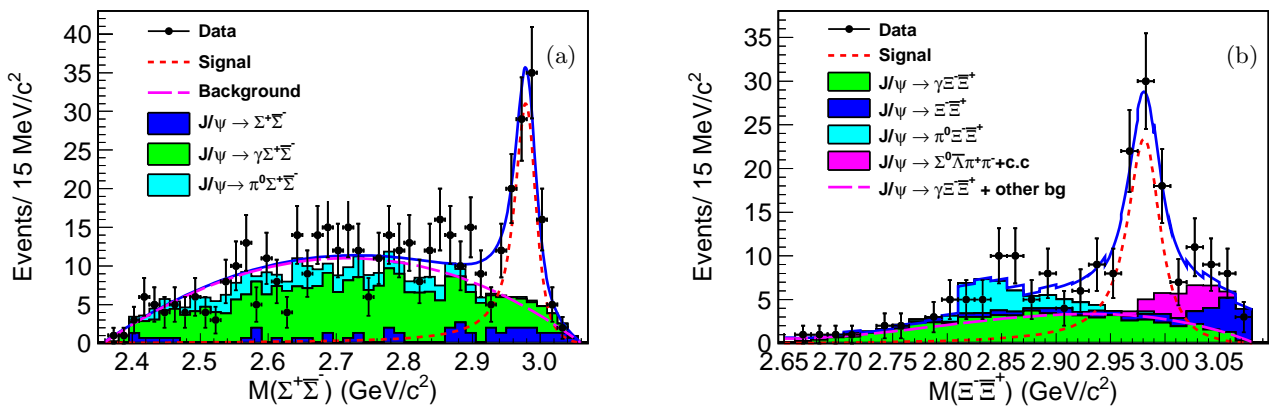 40
35
30
25
20
15
10
5
0
Events/ 15 MeV/c²
Data
Signal
Background
J/ψ → Σ⁺Σ̅⁻
J/ψ → γΣ⁺Σ̅⁻
J/ψ → π⁰Σ⁺Σ̅⁻
(a)
2.4 2.5 2.6 2.7 2.8 2.9 3.0
M(Σ⁺Σ̅⁻) (GeV/c²)
35
30
25
20
15
10
5
0
Events/ 15 MeV/c²
Data
Signal
J/ψ → γΞ⁻Ξ̅⁺
J/ψ → Ξ⁻Ξ̅⁺
J/ψ → π⁰Ξ⁻Ξ̅⁺
J/ψ → Σ⁰Λ̅π⁺π⁻+c.c
J/ψ → γΞ⁻Ξ̅⁺ + other bg
(b)
2.65 2.70 2.75 2.80 2.85 2.90 2.95 3.00 3.05
M(Ξ⁻Ξ̅⁺) (GeV/c²)